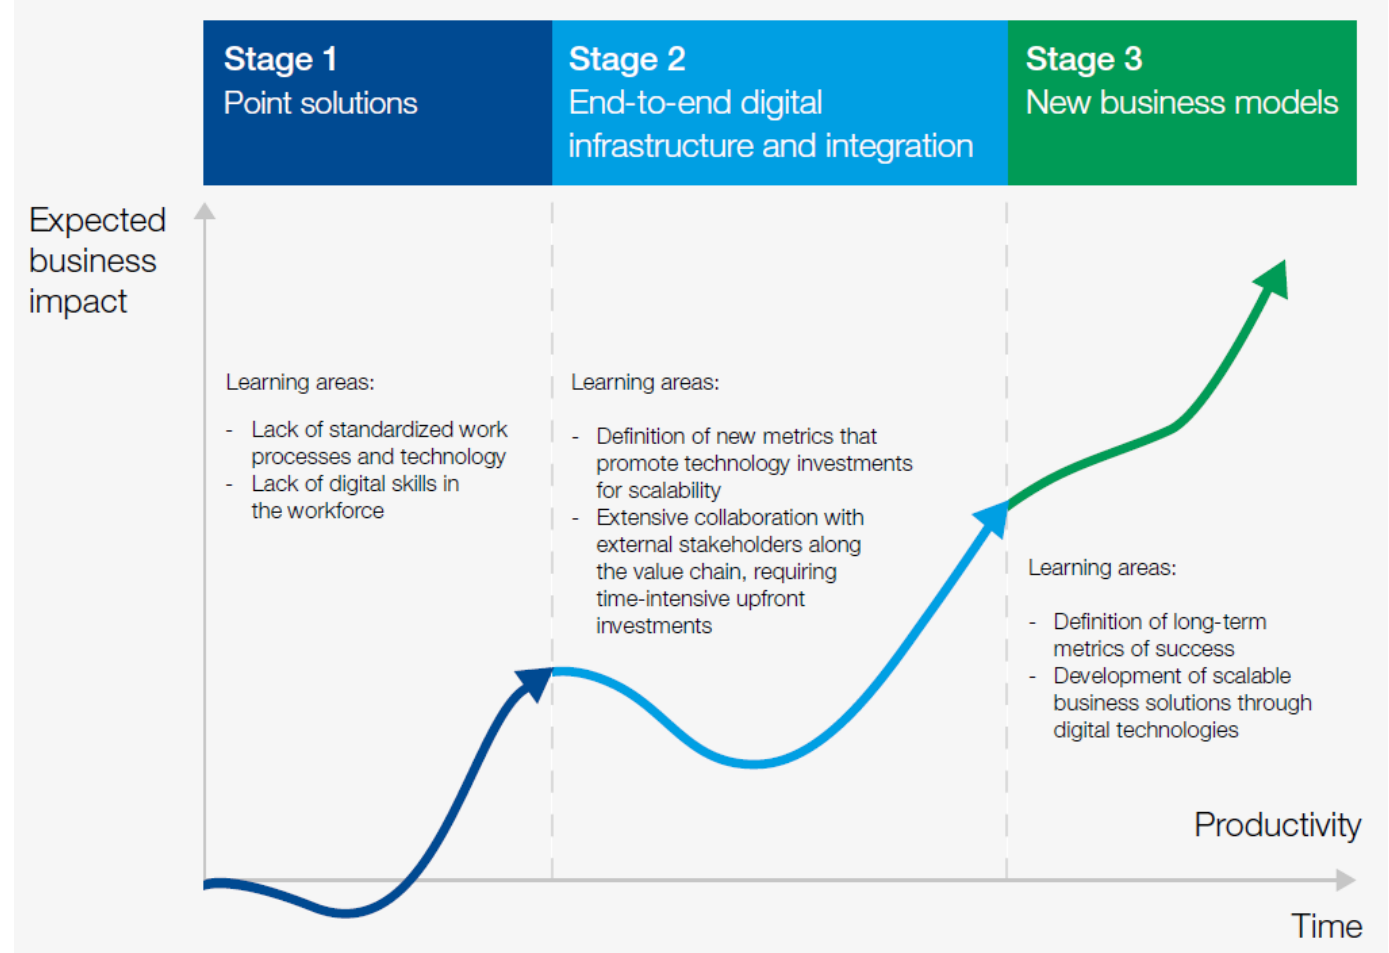 Stage 1
Point solutions
Stage 2
End-to-end digital
infrastructure and integration
Stage 3
New business models
Expected
business
impact
Learning areas:
- Lack of standardized work
processes and technology
- Lack of digital skills in
the workforce
Learning areas:
- Definition of new metrics that
promote technology investments
for scalability
- Extensive collaboration with
external stakeholders along
the value chain, requiring
time-intensive upfront
investments
Learning areas:
- Definition of long-term
metrics of success
- Development of scalable
business solutions through
digital technologies
Productivity
Time